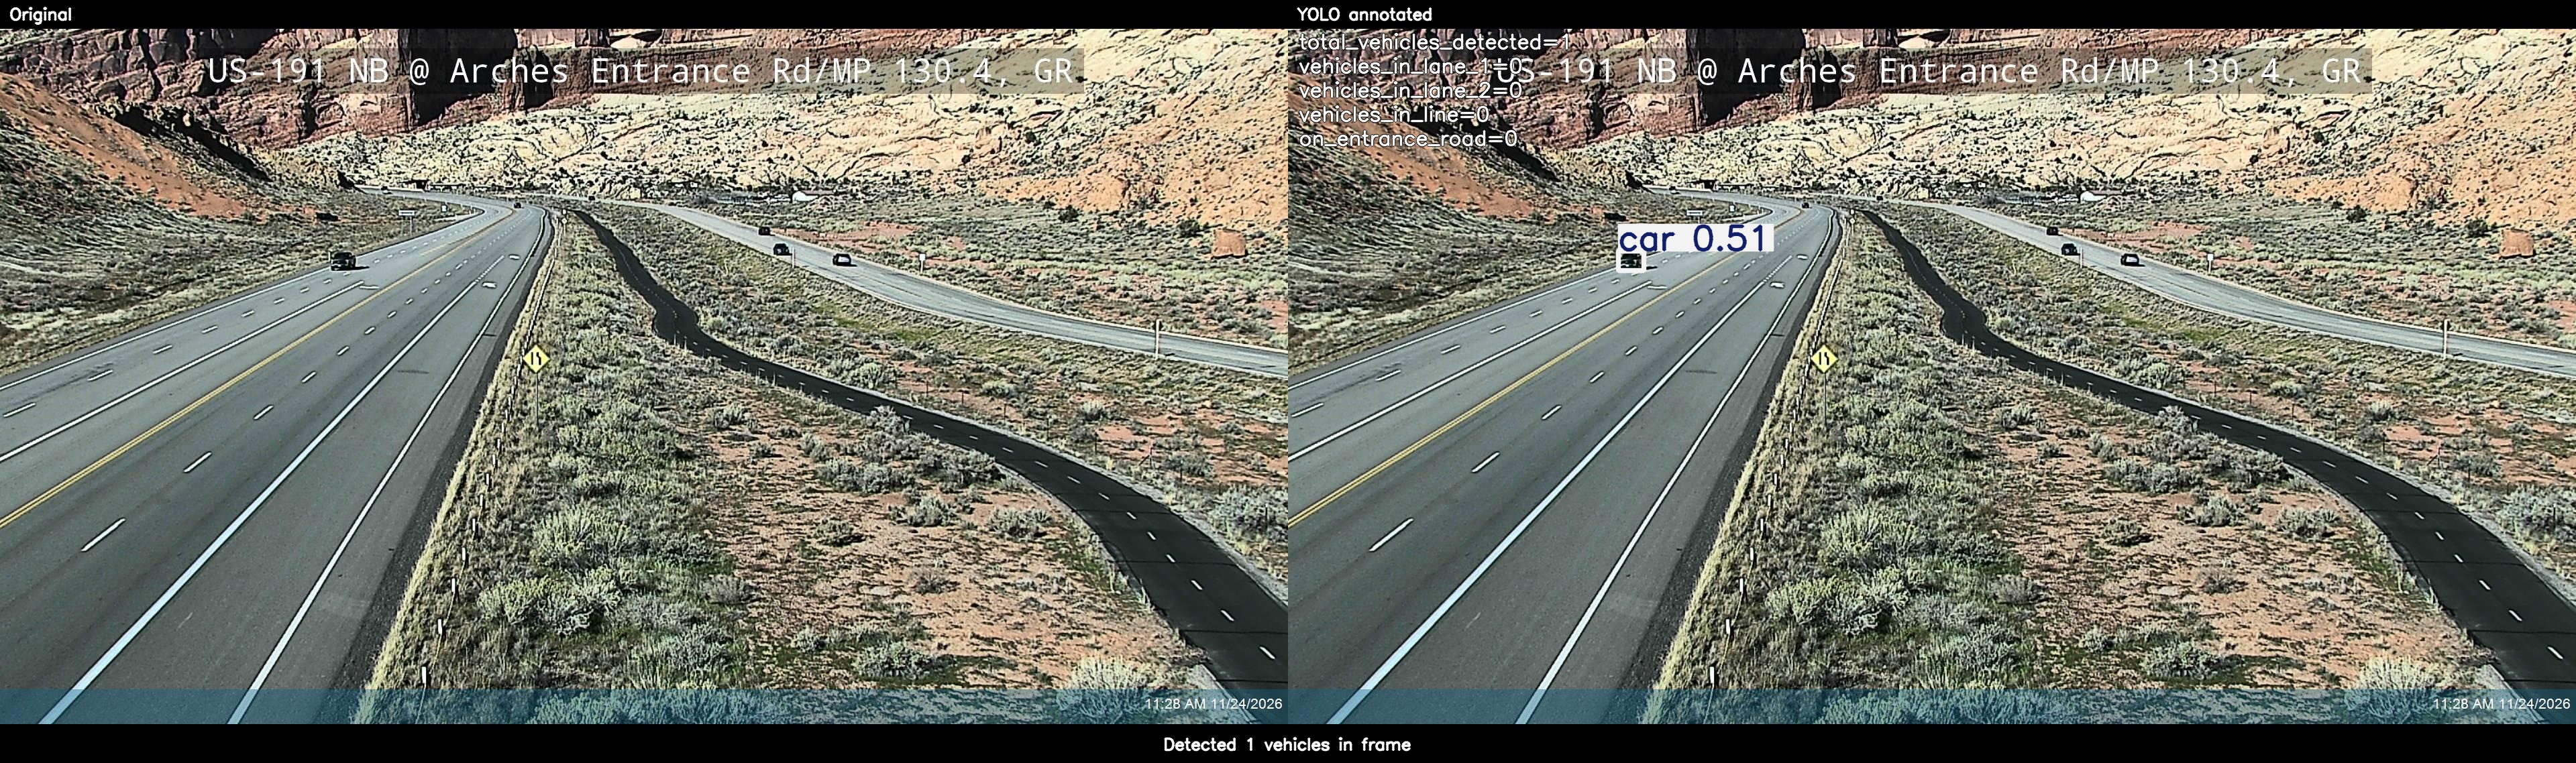 Original
US-191 NB @ Arches Entrance Rd/MP 130.4, GR
11:28 AM 11/24/2026
YOLO annotated
total_vehicles_detected=1
vehicles_in_lane_1=0
US-191 NB @ Arches Entrance Rd/MP 130.4, GR
vehicles_in_lane_2=0
vehicles_in_line=0
on_entrance_road=0
car 0.51
11:28 AM 11/24/2026
Detected 1 vehicles in frame